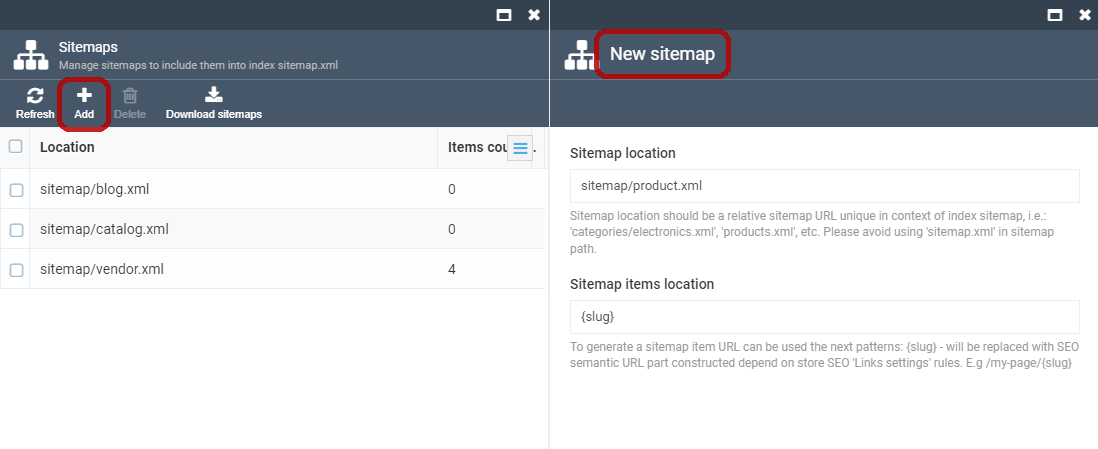 Sitemaps
Manage sitemaps to include them into index sitemap.xml
Refresh Add Delete Download sitemaps
Location Items cou .
sitemap/blog.xml 0
sitemap/catalog.xml 0
sitemap/vendor.xml 4
New sitemap
Sitemap location
sitemap/product.xml
Sitemap location should be a relative sitemap URL unique in context of index sitemap, i.e.:
'categories/electronics.xml', 'products.xml', etc. Please avoid using 'sitemap.xml' in sitemap
path.
Sitemap items location
{slug}
To generate a sitemap item URL can be used the next patterns: {slug} - will be replaced with SEO
semantic URL part constructed depend on store SEO 'Links settings' rules. E.g /my-page/{slug}